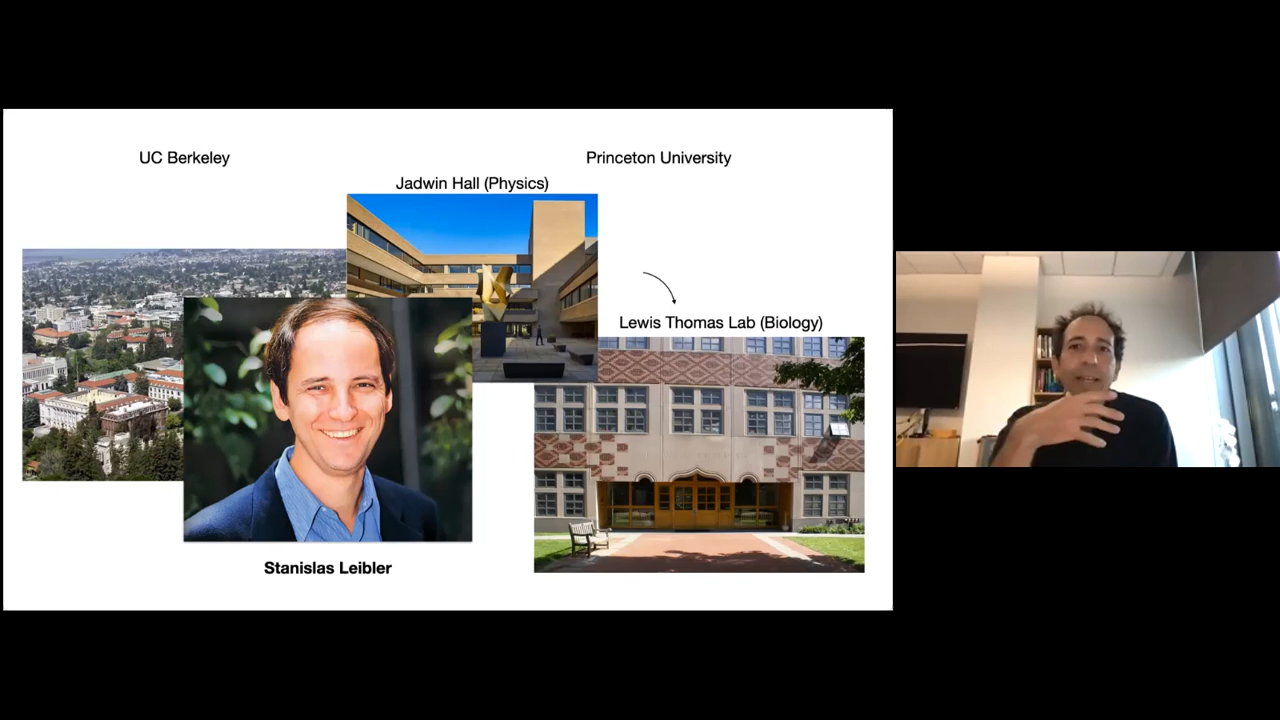 UC Berkeley
Princeton University
Jadwin Hall (Physics)
Lewis Thomas Lab (Biology)
Stanislas Leibler